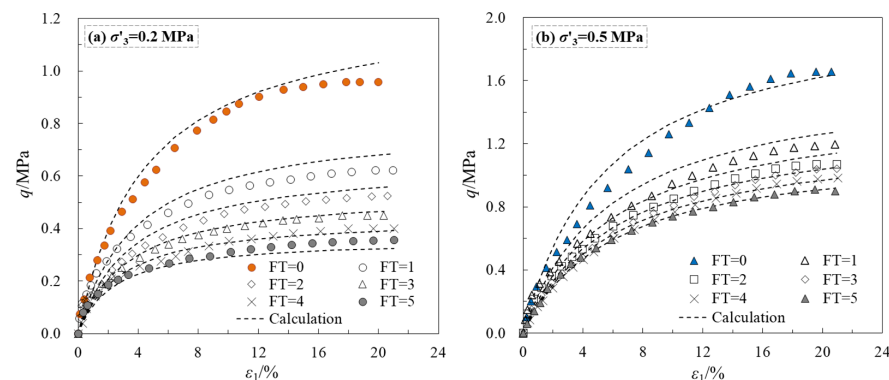 (a) σ'₃=0.2 MPa
q/MPa
1.2
1.0
0.8
0.6
0.4
0.2
0.0
FT=0 FT=1
FT=2 FT=3
FT=4 FT=5
Calculation
0 4 8 12 16 20 24
ε₁/%
(b) σ'₃=0.5 MPa
q/MPa
2.0
1.6
1.2
0.8
0.4
0.0
FT=0 FT=1
FT=2 FT=3
FT=4 FT=5
Calculation
0 4 8 12 16 20 24
ε₁/%